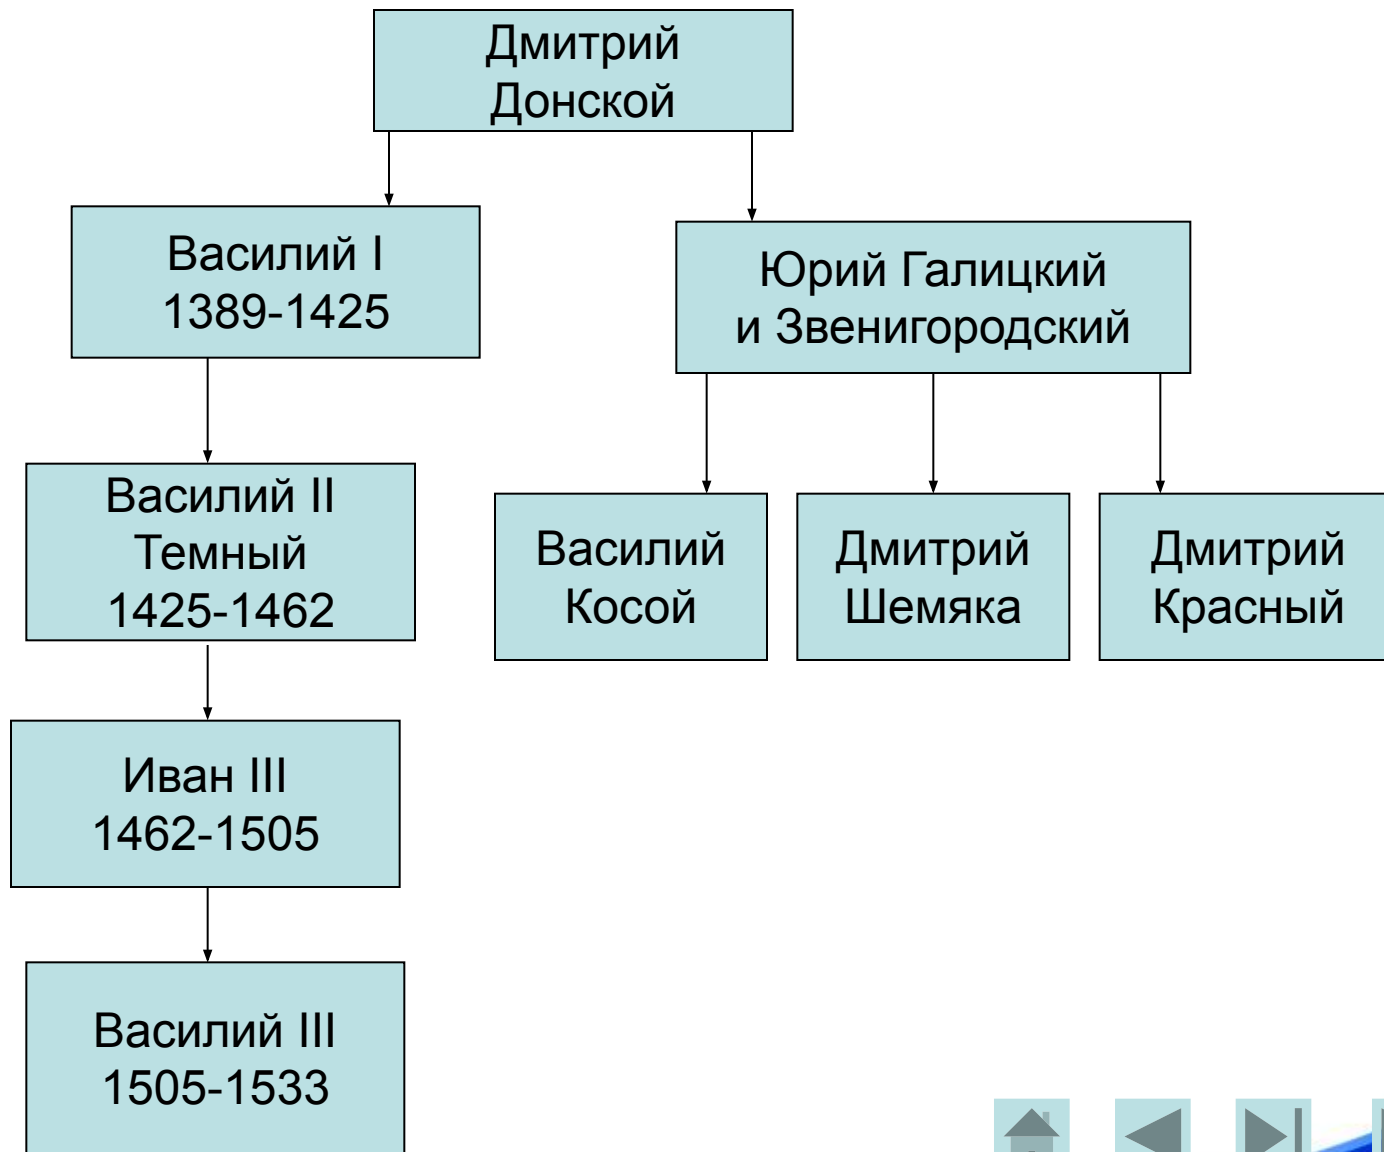 Дмитрий
Донской
Василий I
1389-1425
Юрий Галицкий
и Звенигородский
Василий II
Темный
1425-1462
Василий
Косой
Дмитрий
Шемяка
Дмитрий
Красный
Иван III
1462-1505
Василий III
1505-1533